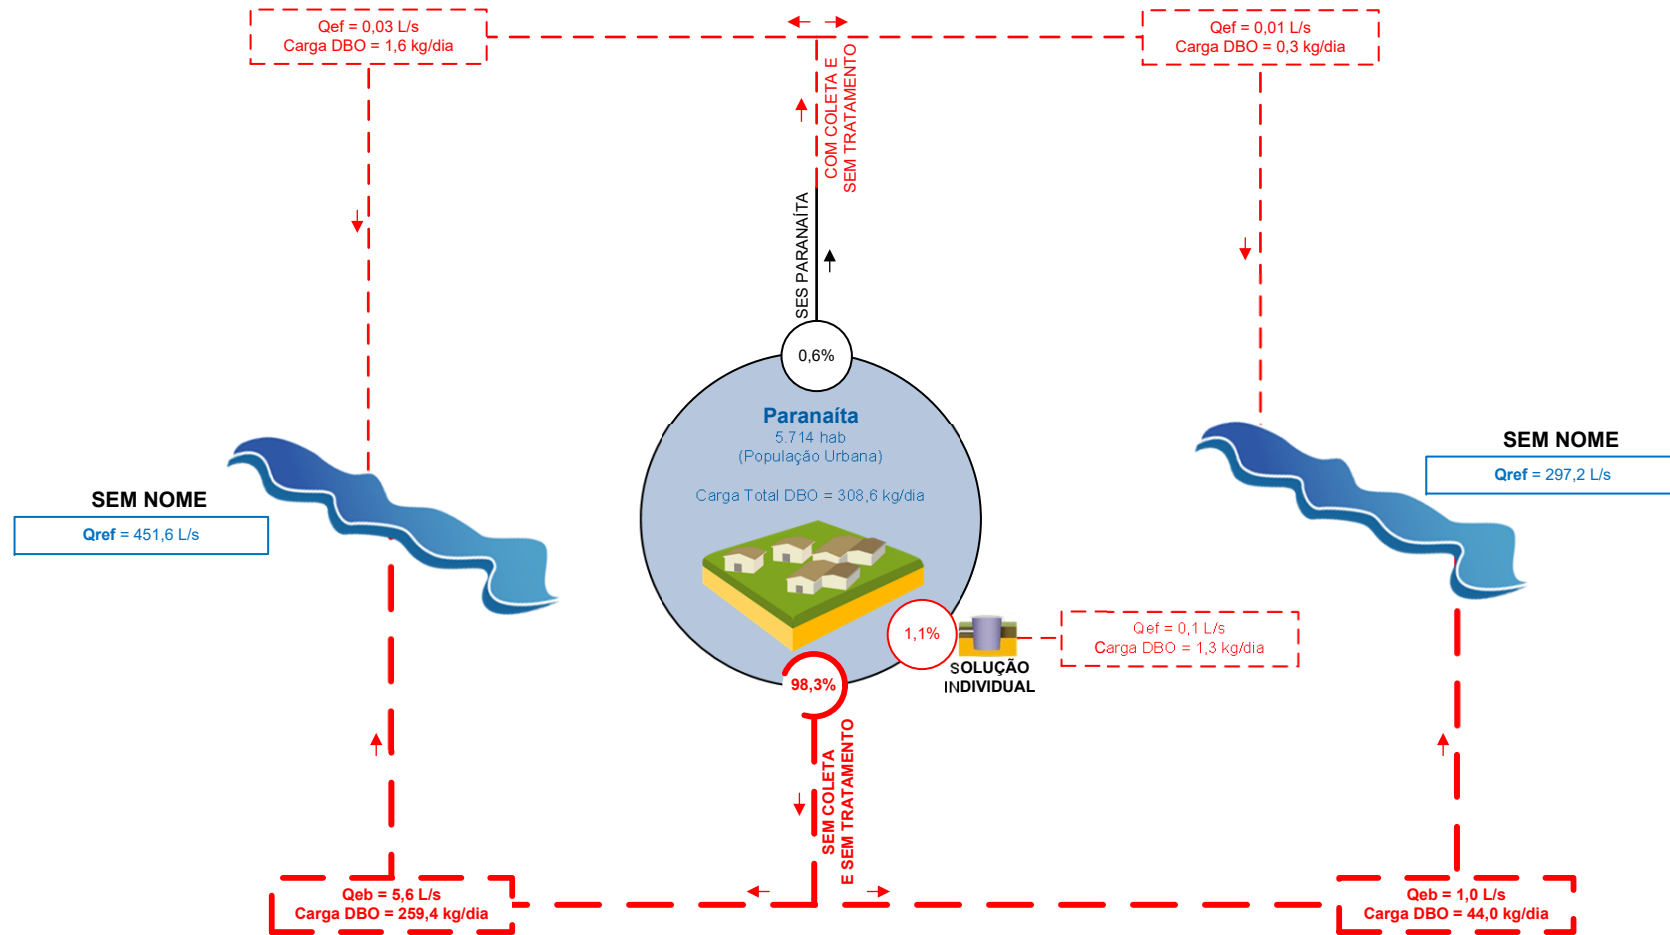 Qef = 0,03 L/s
Carga DBO = 1,6 kg/dia
Qef = 0,01 L/s
Carga DBO = 0,3 kg/dia
COM COLETA E
SEM TRATAMENTO
SES PARANAÍTA
0,6%
Paranaíta
5.714 hab
(População Urbana)
Carga Total DBO = 308,6 kg/dia
SEM NOME
Qref = 451,6 L/s
SEM NOME
Qref = 297,2 L/s
1,1%
SOLUÇÃO
INDIVIDUAL
Qef = 0,1 L/s
Carga DBO = 1,3 kg/dia
98,3%
SEM COLETA
E SEM TRATAMENTO
Qeb = 5,6 L/s
Carga DBO = 259,4 kg/dia
Qeb = 1,0 L/s
Carga DBO = 44,0 kg/dia